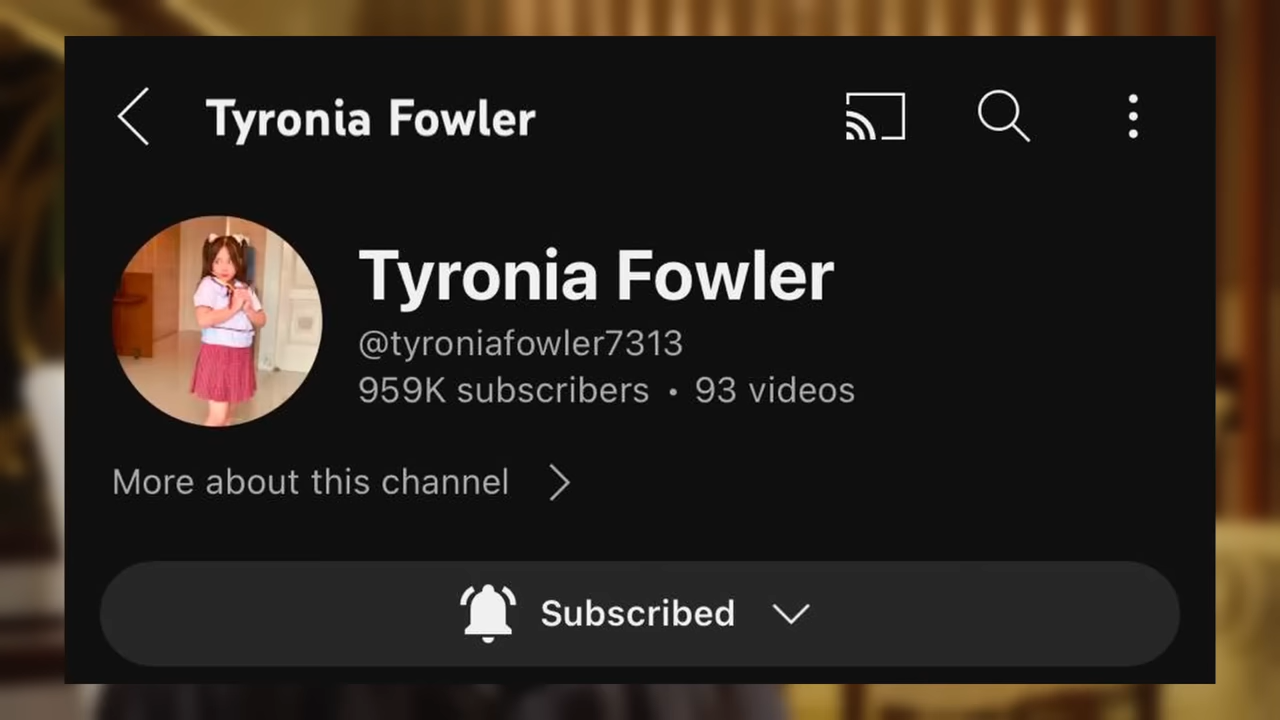 Tyronia Fowler
Tyronia Fowler
@tyroniafowler7313
959K subscribers • 93 videos
More about this channel
Subscribed